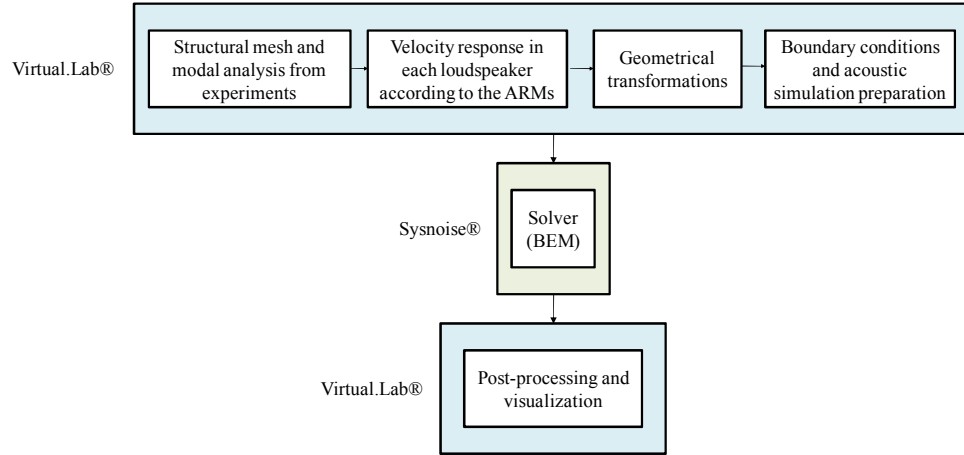 Virtual.Lab®
Structural mesh and
modal analysis from
experiments
Velocity response in
each loudspeaker
according to the ARMs
Geometrical
transformations
Boundary conditions
and acoustic
simulation preparation
Sysnoise®
Solver
(BEM)
Virtual.Lab®
Post-processing and
visualization